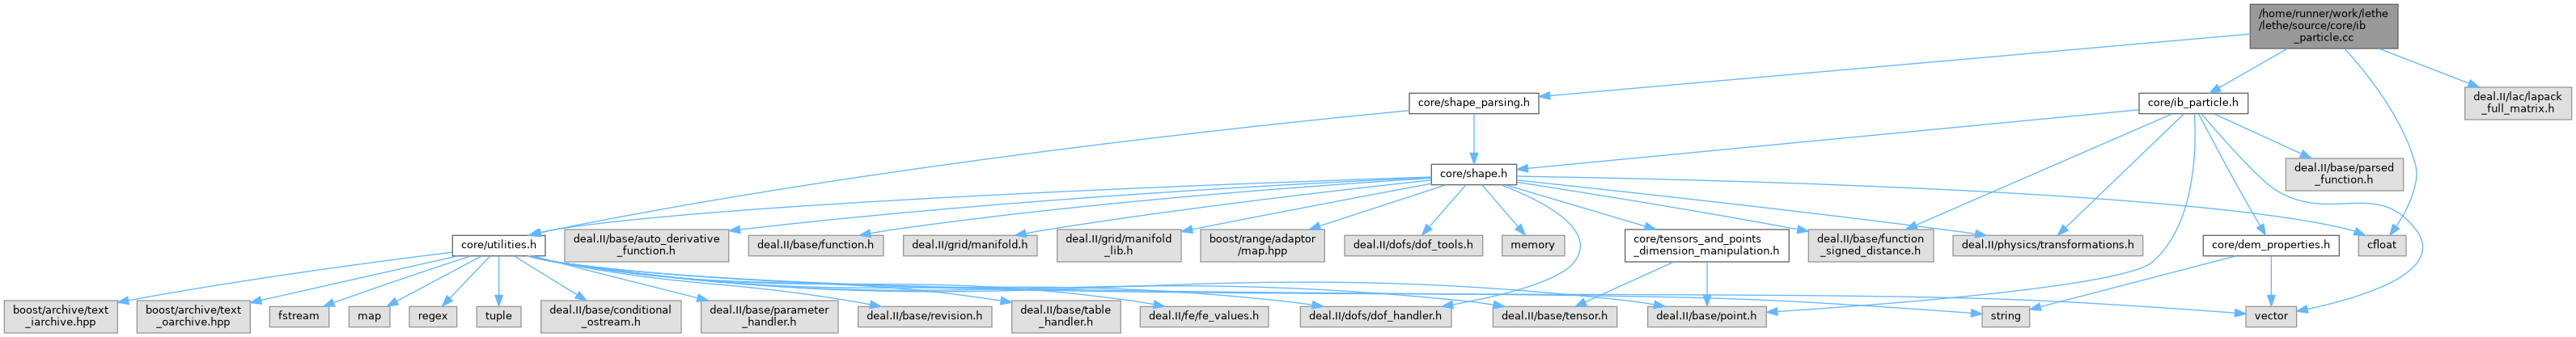 /home/runner/work/lethe
/lethe/source/core/ib
_particle.cc
core/shape_parsing.h
core/ib_particle.h
deal.II/lac/lapack
_full_matrix.h
core/shape.h
deal.II/base/parsed
_function.h
core/utilities.h
deal.II/base/auto_derivative
_function.h
deal.II/base/function.h
deal.II/grid/manifold.h
deal.II/grid/manifold
_lib.h
boost/range/adaptor
/map.hpp
deal.II/dofs/dof_tools.h
memory
core/tensors_and_points
_dimension_manipulation.h
deal.II/base/function
_signed_distance.h
deal.II/physics/transformations.h
core/dem_properties.h
cfloat
boost/archive/text
_iarchive.hpp
boost/archive/text
_oarchive.hpp
fstream
map
regex
tuple
deal.II/base/conditional
_ostream.h
deal.II/base/parameter
_handler.h
deal.II/base/revision.h
deal.II/base/table
_handler.h
deal.II/fe/fe_values.h
deal.II/dofs/dof_handler.h
deal.II/base/tensor.h
deal.II/base/point.h
string
vector